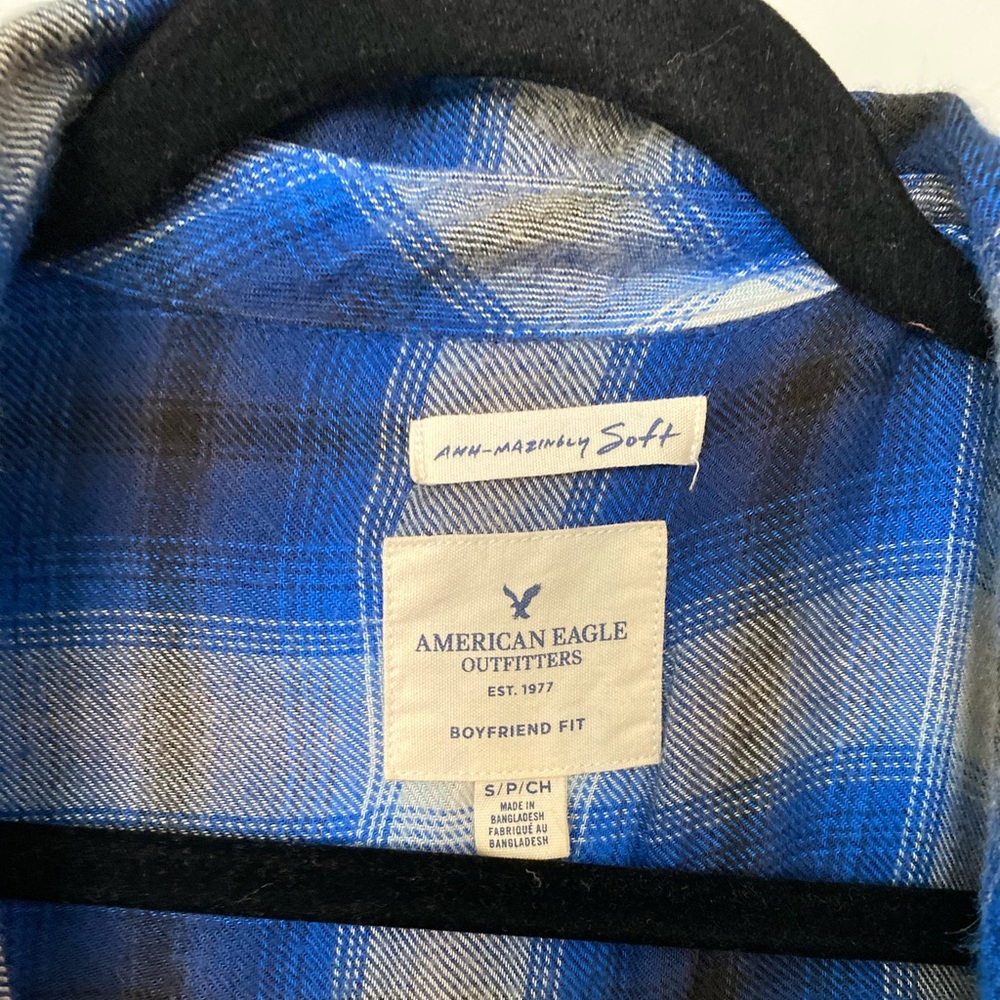 AHH-MAZINGLY Soft
AMERICAN EAGLE
OUTFITTERS
EST. 1977
BOYFRIEND FIT
S/P/CH
MADE IN
BANGLADESH
FABRIQUÉ AU
BANGLADESH